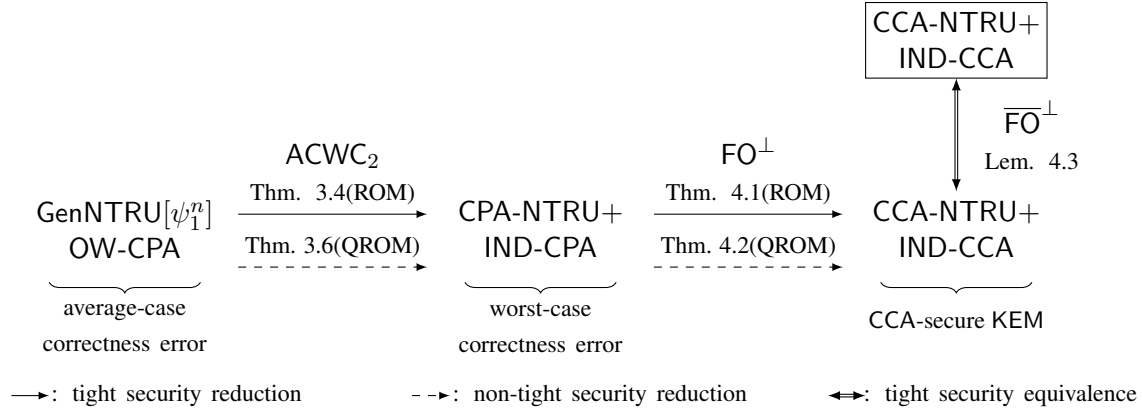 CCA-NTRU+
IND-CCA
$\overline{\mathsf{FO}}^{\perp}$
Lem. 4.3
ACWC₂
Thm. 3.4(ROM)
Thm. 3.6(QROM)
FO^⊥
Thm. 4.1(ROM)
Thm. 4.2(QROM)
GenNTRU[ψ₁ⁿ]
OW-CPA
CPA-NTRU+
IND-CPA
CCA-NTRU+
IND-CCA
average-case
correctness error
worst-case
correctness error
CCA-secure KEM
: tight security reduction
: non-tight security reduction
: tight security equivalence